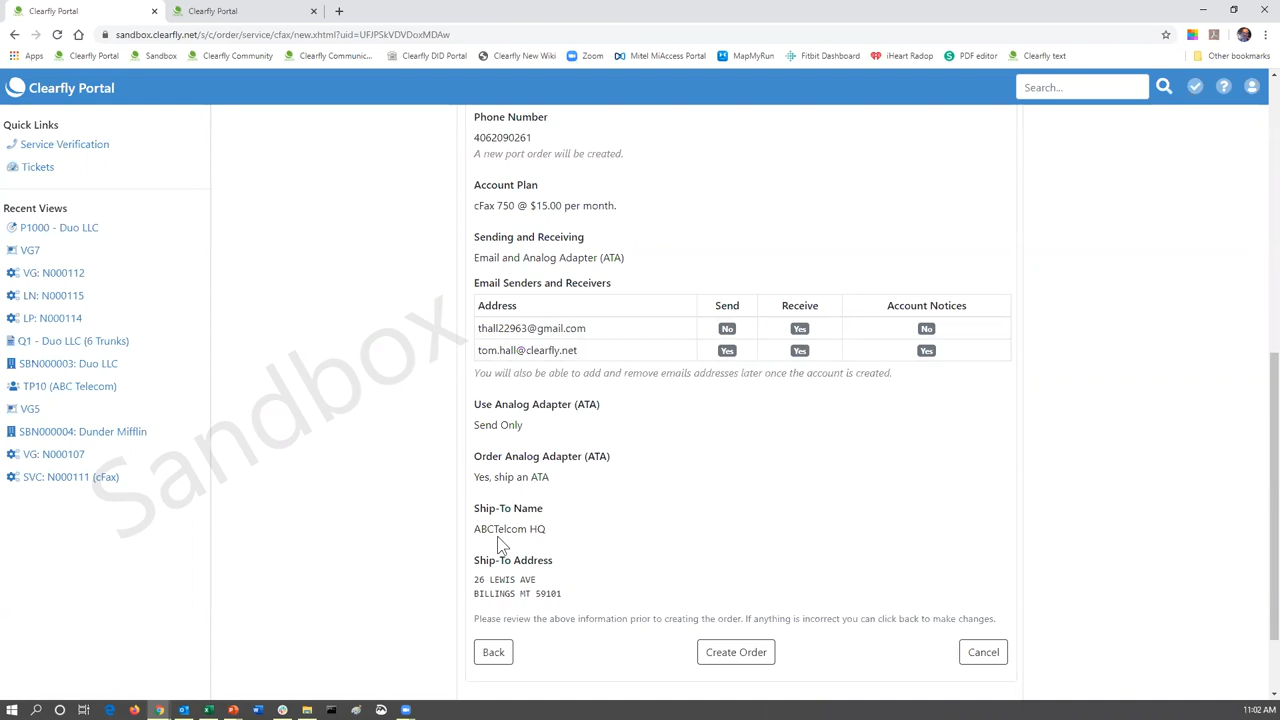 Clearfly Portal
Clearfly Portal
sandbox.clearfly.net/s/c/order/service/cfax/new.xhtml?uid=UFJPSkVDVDoxMDAw
Apps Clearfly Portal Sandbox Clearfly Community Clearfly Communic... Clearfly DID Portal Clearfly New Wiki Zoom Mitel MiAccess Portal MapMyRun Fitbit Dashboard iHeart Radop PDF editor Clearfly text Other bookmarks
Clearfly Portal
Search...
Quick Links
Service Verification
Tickets
Recent Views
P1000 - Duo LLC
VG7
VG: N000112
LN: N000115
LP: N000114
Q1 - Duo LLC (6 Trunks)
SBN000003: Duo LLC
TP10 (ABC Telecom)
VG5
SBN000004: Dunder Mifflin
VG: N000107
SVC: N000111 (cFax)
Sandbox
Phone Number
4062090261
A new port order will be created.
Account Plan
cFax 750 @ $15.00 per month.
Sending and Receiving
Email and Analog Adapter (ATA)
Email Senders and Receivers
Address Send Receive Account Notices
thall22963@gmail.com No Yes No
tom.hall@clearfly.net Yes Yes Yes
You will also be able to add and remove emails addresses later once the account is created.
Use Analog Adapter (ATA)
Send Only
Order Analog Adapter (ATA)
Yes, ship an ATA
Ship-To Name
ABCTelcom HQ
Ship-To Address
26 LEWIS AVE
BILLINGS MT 59101
Please review the above information prior to creating the order. If anything is incorrect you can click back to make changes.
Back Create Order Cancel
11:02 AM